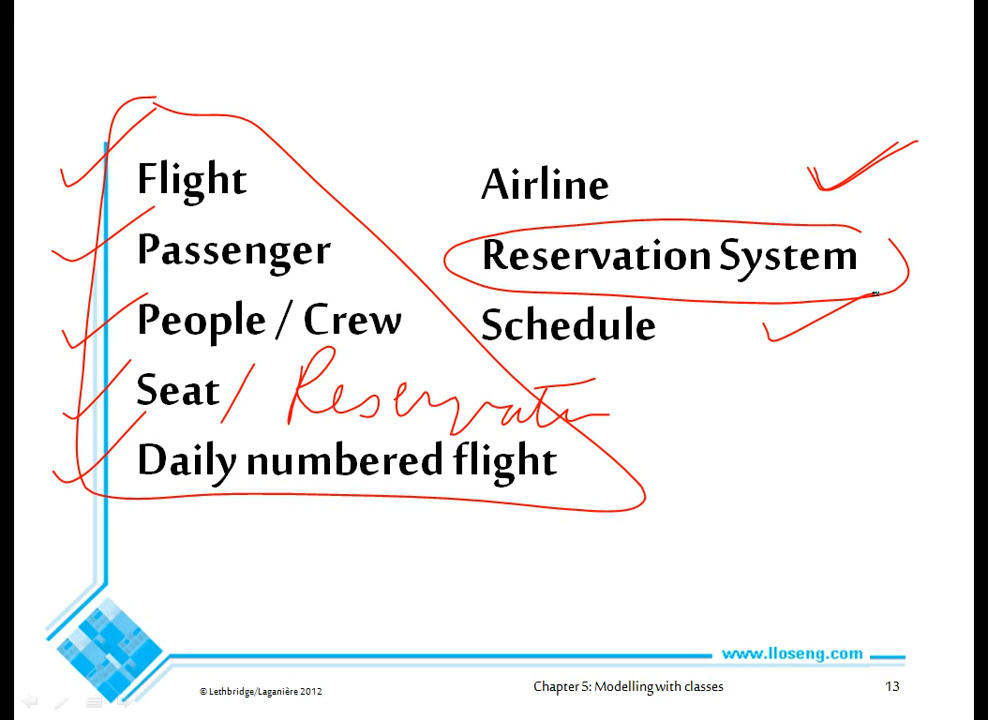 Flight
Passenger
People / Crew
Seat / Reservati
Daily numbered flight
Airline
Reservation System
Schedule
www.lloseng.com
© Lethbridge/Laganière 2012
Chapter 5: Modelling with classes
13